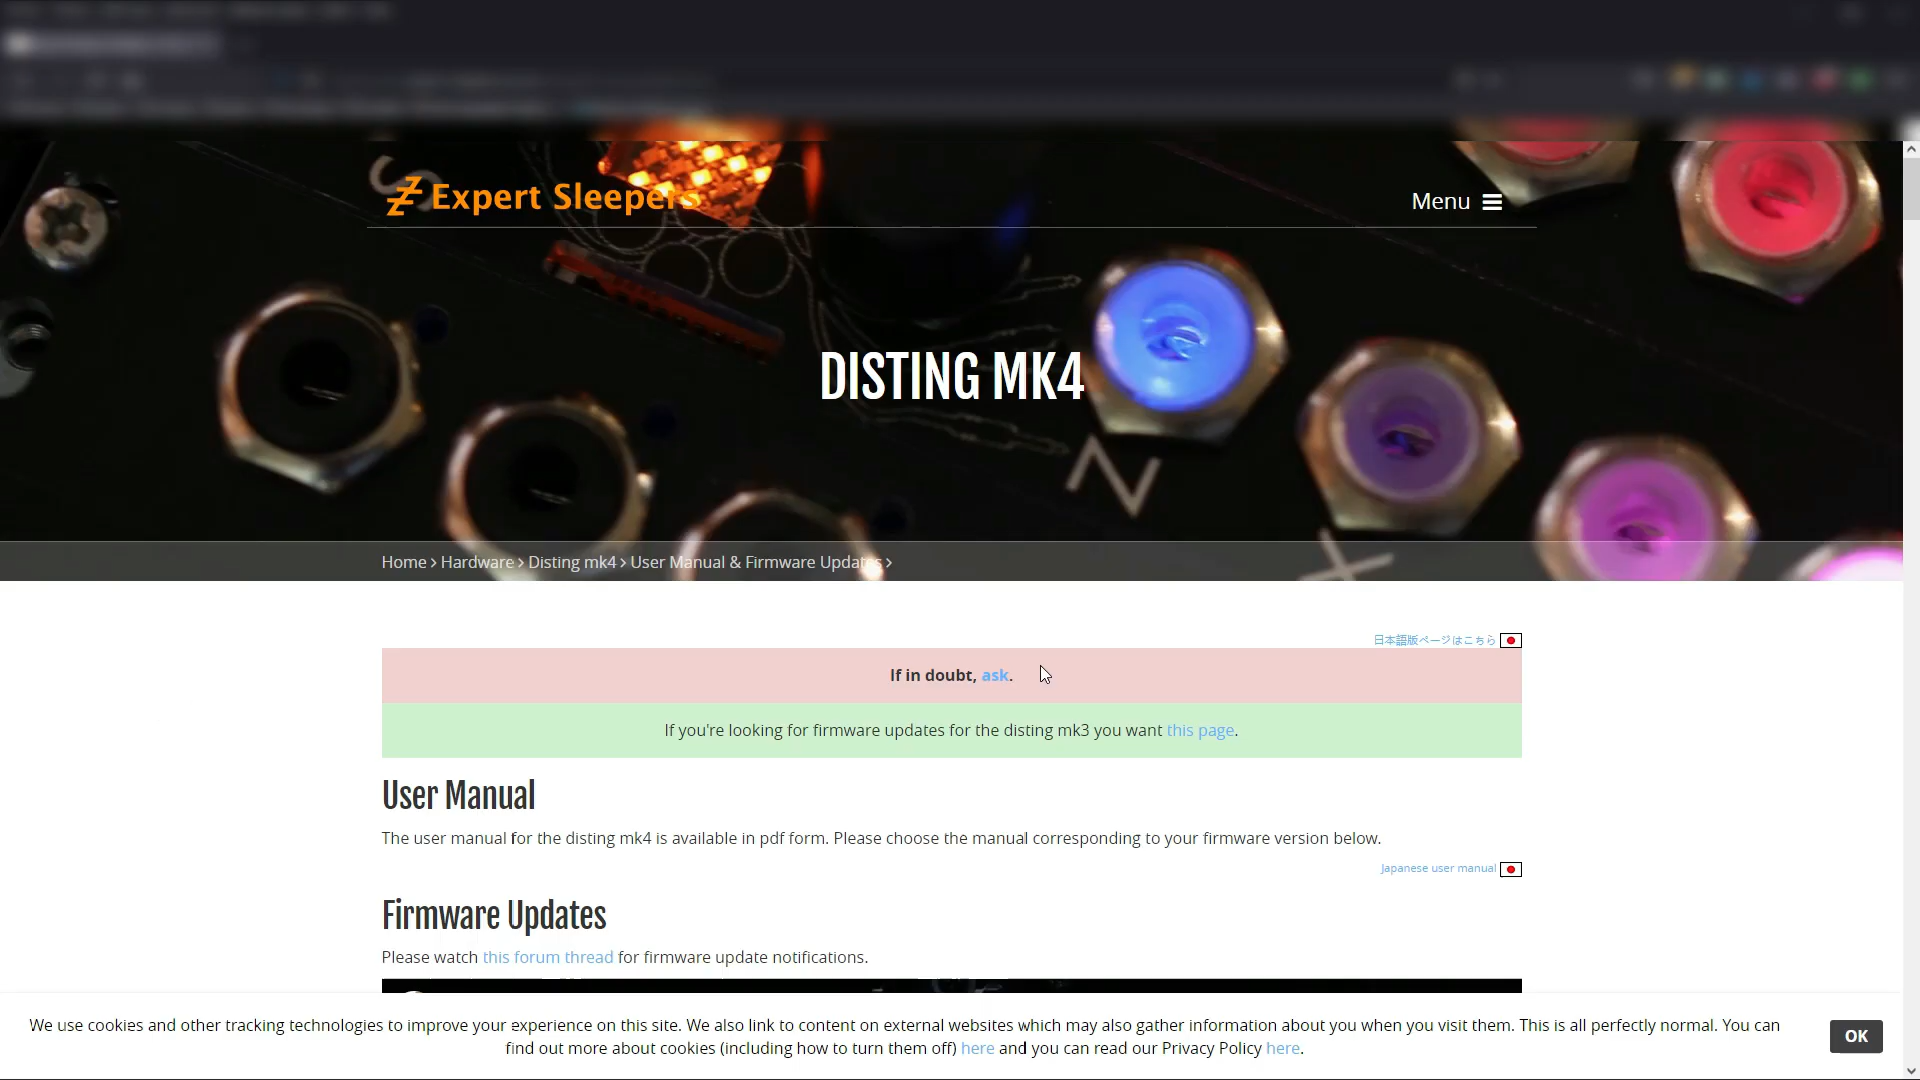 Expert Sleepers
Menu
DISTING MK4
Home > Hardware > Disting mk4 > User Manual & Firmware Updates >
日本語版ページはこちら
If in doubt, ask.
If you're looking for firmware updates for the disting mk3 you want this page.
User Manual
The user manual for the disting mk4 is available in pdf form. Please choose the manual corresponding to your firmware version below.
Japanese user manual
Firmware Updates
Please watch this forum thread for firmware update notifications.
We use cookies and other tracking technologies to improve your experience on this site. We also link to content on external websites which may also gather information about you when you visit them. This is all perfectly normal. You can
find out more about cookies (including how to turn them off) here and you can read our Privacy Policy here.
OK